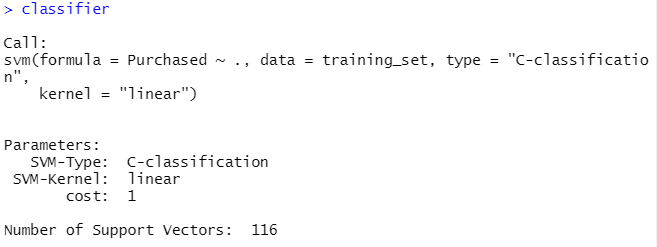 > classifier
Call:
svm(formula = Purchased ~ ., data = training_set, type = "C-classificatio
n",
    kernel = "linear")
Parameters:
   SVM-Type:  C-classification
 SVM-Kernel:  linear
       cost:  1
Number of Support Vectors:  116